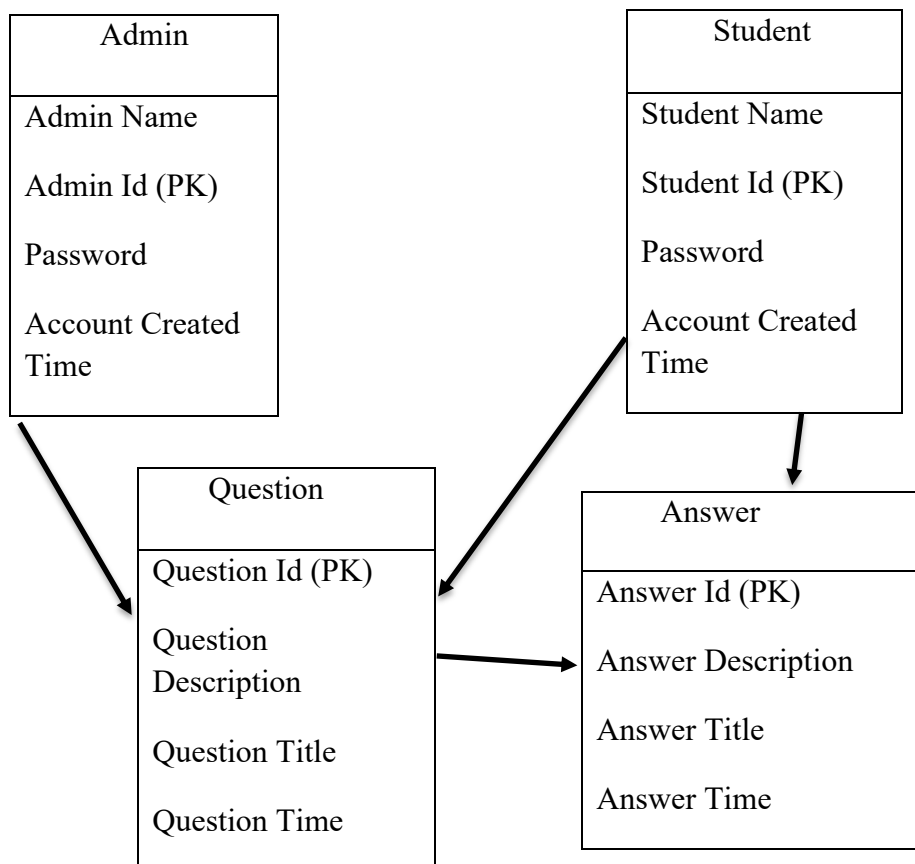 Admin
Admin Name
Admin Id (PK)
Password
Account Created
Time
Student
Student Name
Student Id (PK)
Password
Account Created
Time
Question
Question Id (PK)
Question
Description
Question Title
Question Time
Answer
Answer Id (PK)
Answer Description
Answer Title
Answer Time